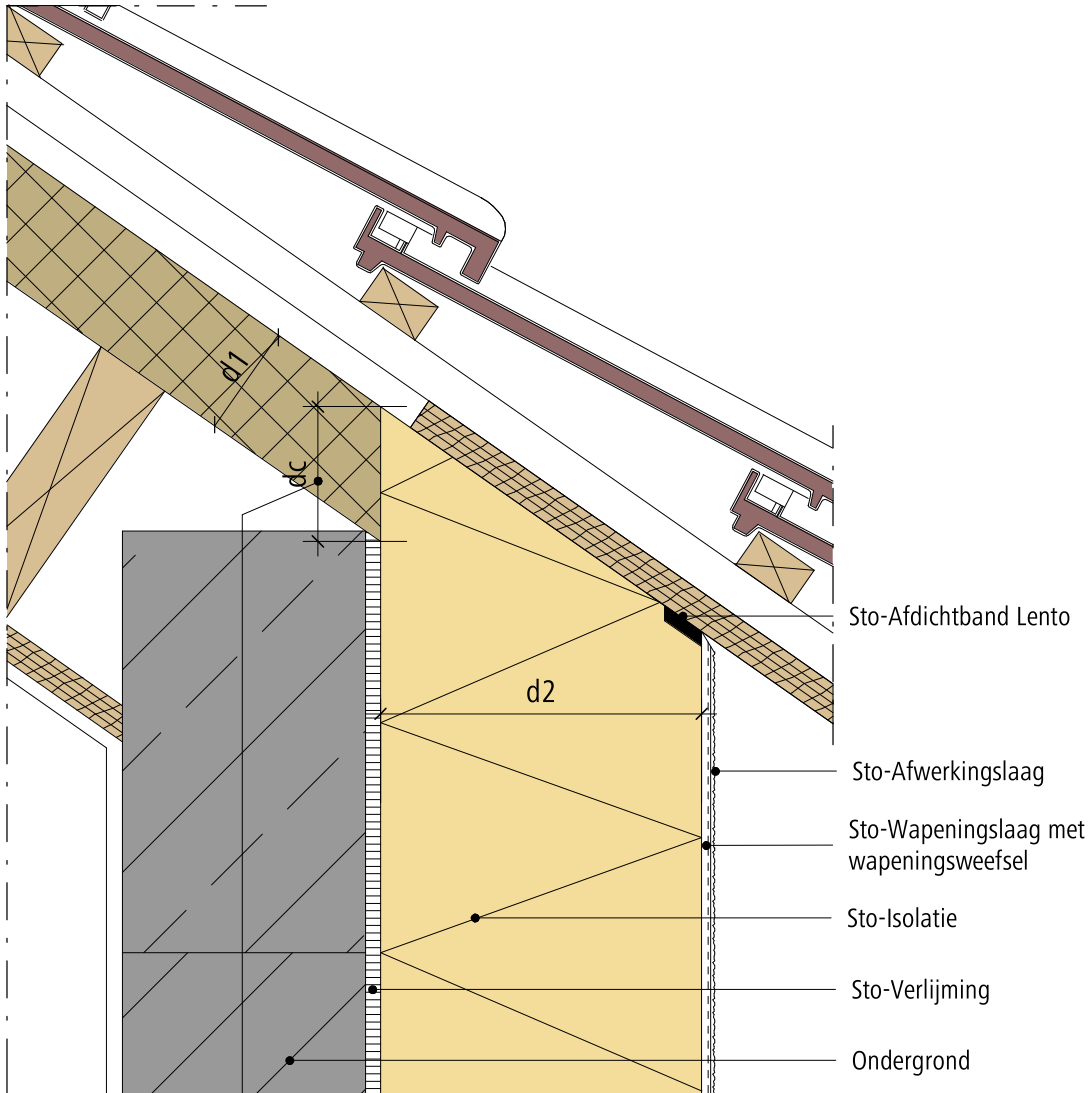 d1
dc
Sto-Afdichtband Lento
d2
Sto-Afwerkingslaag
Sto-Wapeningslaag met
wapeningsweefsel
Sto-Isolatie
Sto-Verlijming
Ondergrond